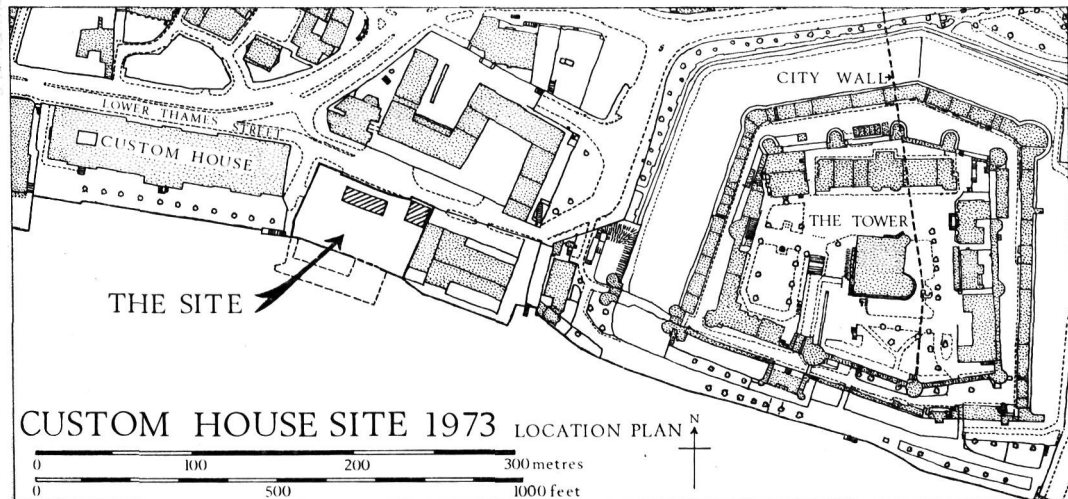 CITY WALL
LOWER THAMES STREET
CUSTOM HOUSE
THE TOWER
THE SITE
CUSTOM HOUSE SITE 1973 LOCATION PLAN N
0 100 200 300 metres
0 500 1000 feet